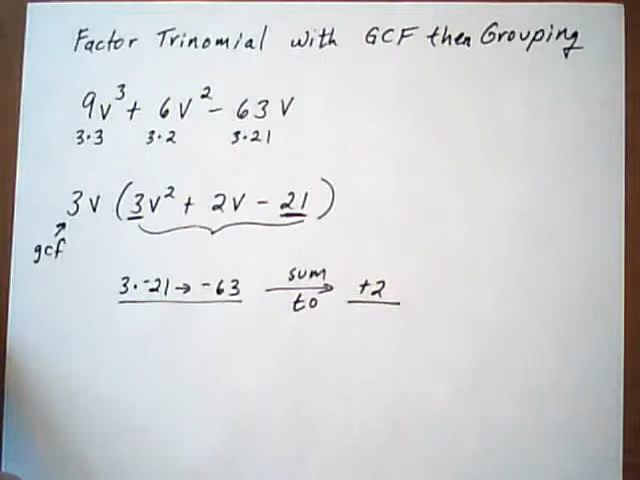 Factor Trinomial with GCF then Grouping
9v³ + 6v² - 63v
3·3 3·2 3·21
3v (3v² + 2v - 21)
gcf
3·-21 → -63 sum to +2